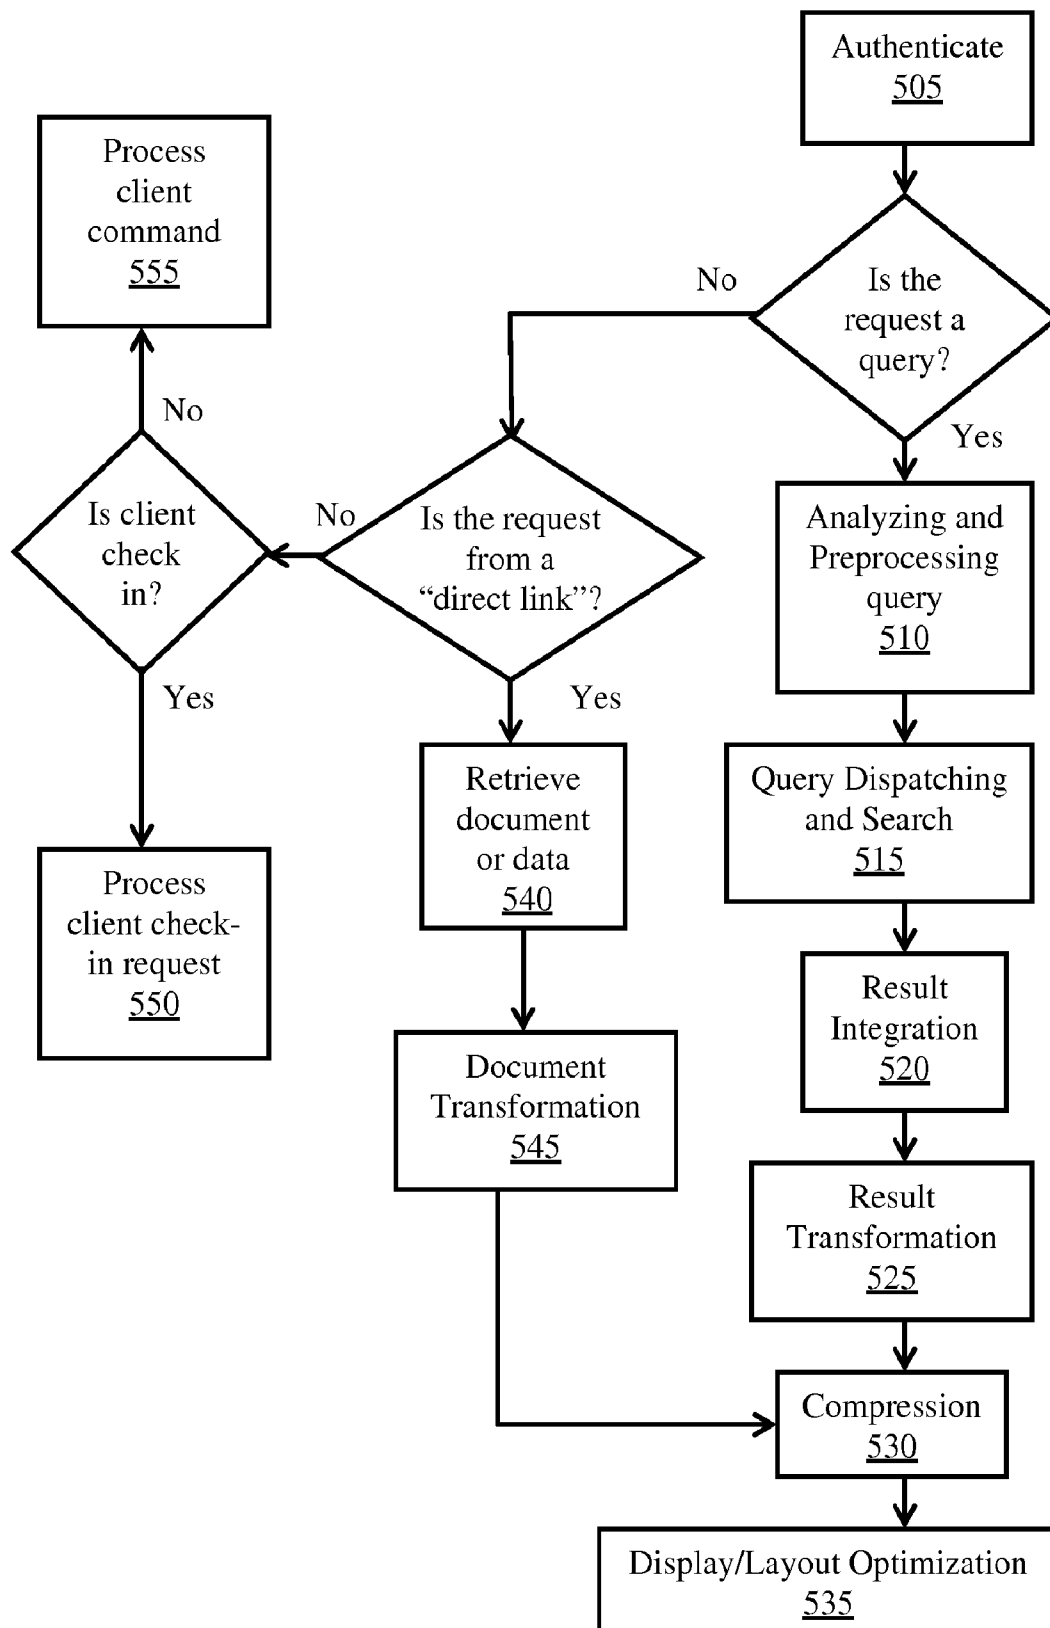 Authenticate
505
Is the
request a
query?
No
Yes
Analyzing and
Preprocessing
query
510
Query Dispatching
and Search
515
Result
Integration
520
Result
Transformation
525
Compression
530
Display/Layout Optimization
535
Is the request
from a
“direct link”?
No
Yes
Retrieve
document
or data
540
Document
Transformation
545
Is client
check
in?
No
Yes
Process
client
command
555
Process
client check-
in request
550